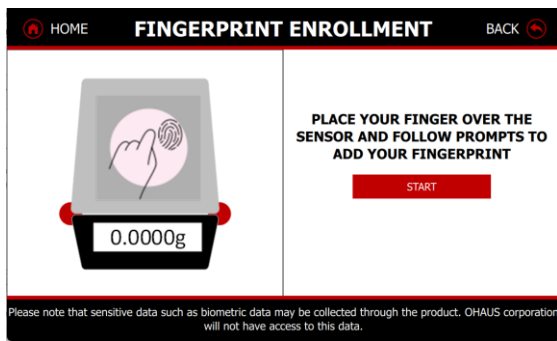 HOME
FINGERPRINT ENROLLMENT
BACK
PLACE YOUR FINGER OVER THE
SENSOR AND FOLLOW PROMPTS TO
ADD YOUR FINGERPRINT
START
0.0000g
Please note that sensitive data such as biometric data may be collected through the product. OHAUS corporation
will not have access to this data.